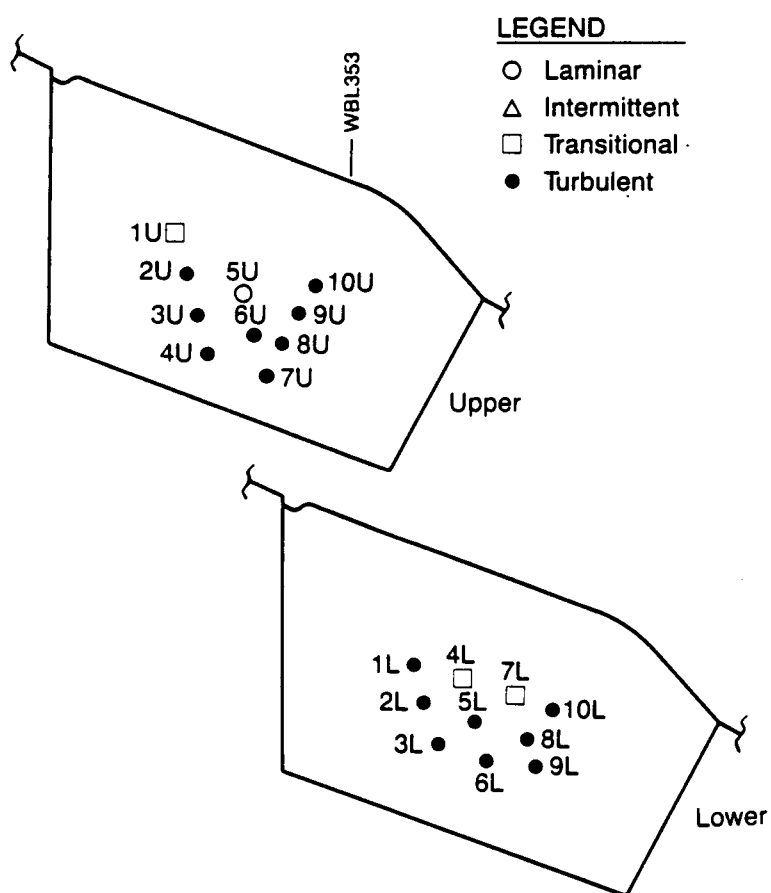 LEGEND
Laminar
Intermittent
Transitional
Turbulent
WBL353
1U
2U 5U 10U
3U 6U 9U
4U 8U
7U
Upper
1L 4L 7L
2L 5L 10L
3L 8L
6L 9L
Lower